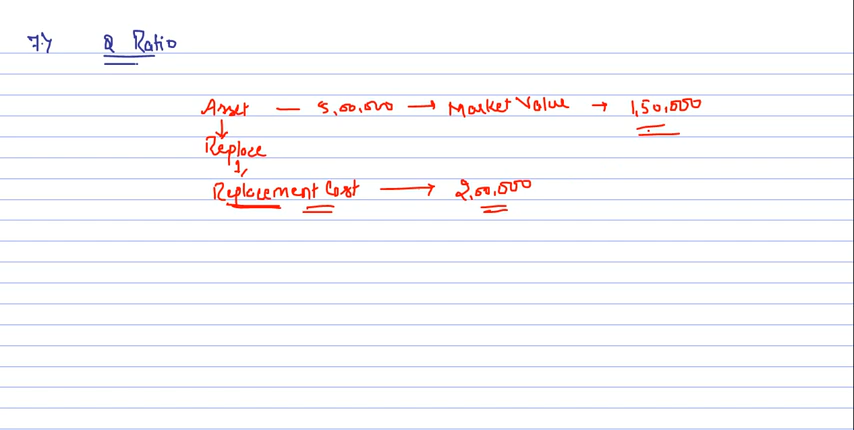 7.7 Q Ratio
Asset — 5,00,000 → Market Value → 1,50,000
Replace
Replacement Cost → 2,00,000